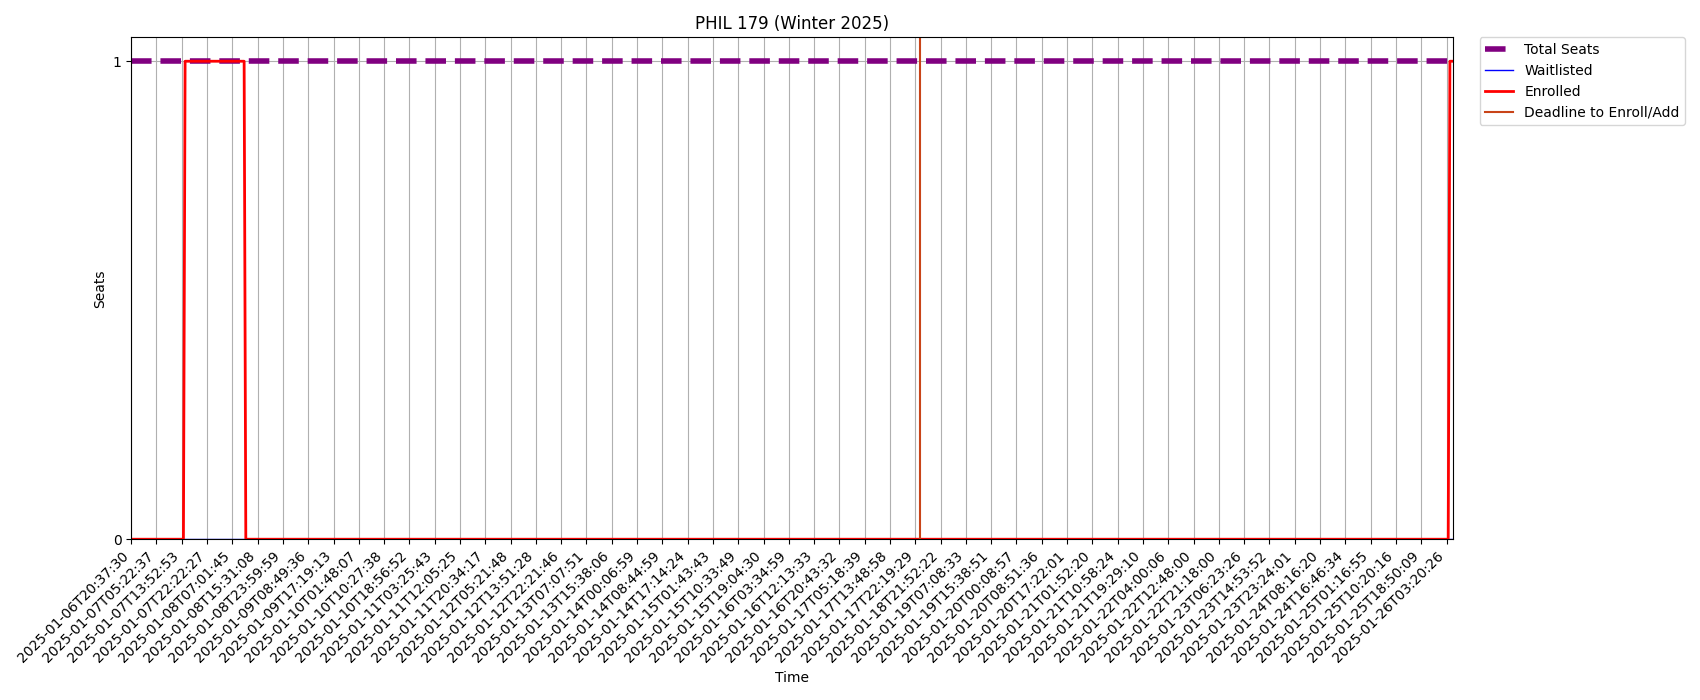 PHIL 179 (Winter 2025)
Total Seats
Waitlisted
Enrolled
Deadline to Enroll/Add
1
0
Seats
2025-01-06T20:37:30
2025-01-07T05:22:37
2025-01-07T13:52:53
2025-01-07T22:22:27
2025-01-08T07:01:45
2025-01-08T15:31:08
2025-01-08T23:59:59
2025-01-09T08:49:36
2025-01-09T17:19:13
2025-01-10T01:48:07
2025-01-10T10:27:38
2025-01-10T18:56:52
2025-01-11T03:25:43
2025-01-11T12:05:25
2025-01-11T20:34:17
2025-01-12T05:21:48
2025-01-12T13:51:28
2025-01-12T22:21:46
2025-01-13T07:07:51
2025-01-13T15:38:06
2025-01-14T00:06:59
2025-01-14T08:44:59
2025-01-14T17:14:24
2025-01-15T01:43:43
2025-01-15T10:33:49
2025-01-15T19:04:30
2025-01-16T03:34:59
2025-01-16T12:13:33
2025-01-16T20:43:32
2025-01-17T05:18:39
2025-01-17T13:48:58
2025-01-17T22:19:29
2025-01-18T21:52:22
2025-01-19T07:08:33
2025-01-19T15:38:51
2025-01-20T00:08:57
2025-01-20T08:51:36
2025-01-20T17:22:01
2025-01-21T01:52:20
2025-01-21T10:58:24
2025-01-21T19:29:10
2025-01-22T04:00:06
2025-01-22T12:48:00
2025-01-22T21:18:00
2025-01-23T06:23:26
2025-01-23T14:53:52
2025-01-23T23:24:01
2025-01-24T08:16:20
2025-01-24T16:46:34
2025-01-25T01:16:55
2025-01-25T10:20:16
2025-01-25T18:50:09
2025-01-26T03:20:26
Time